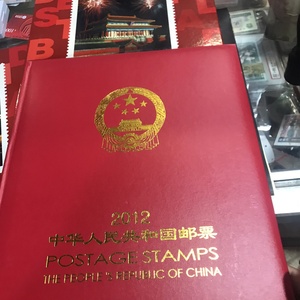 2012
中华人民共和国邮票
POSTAGE STAMPS
THE PEOPLE'S REPUBLIC OF CHINA